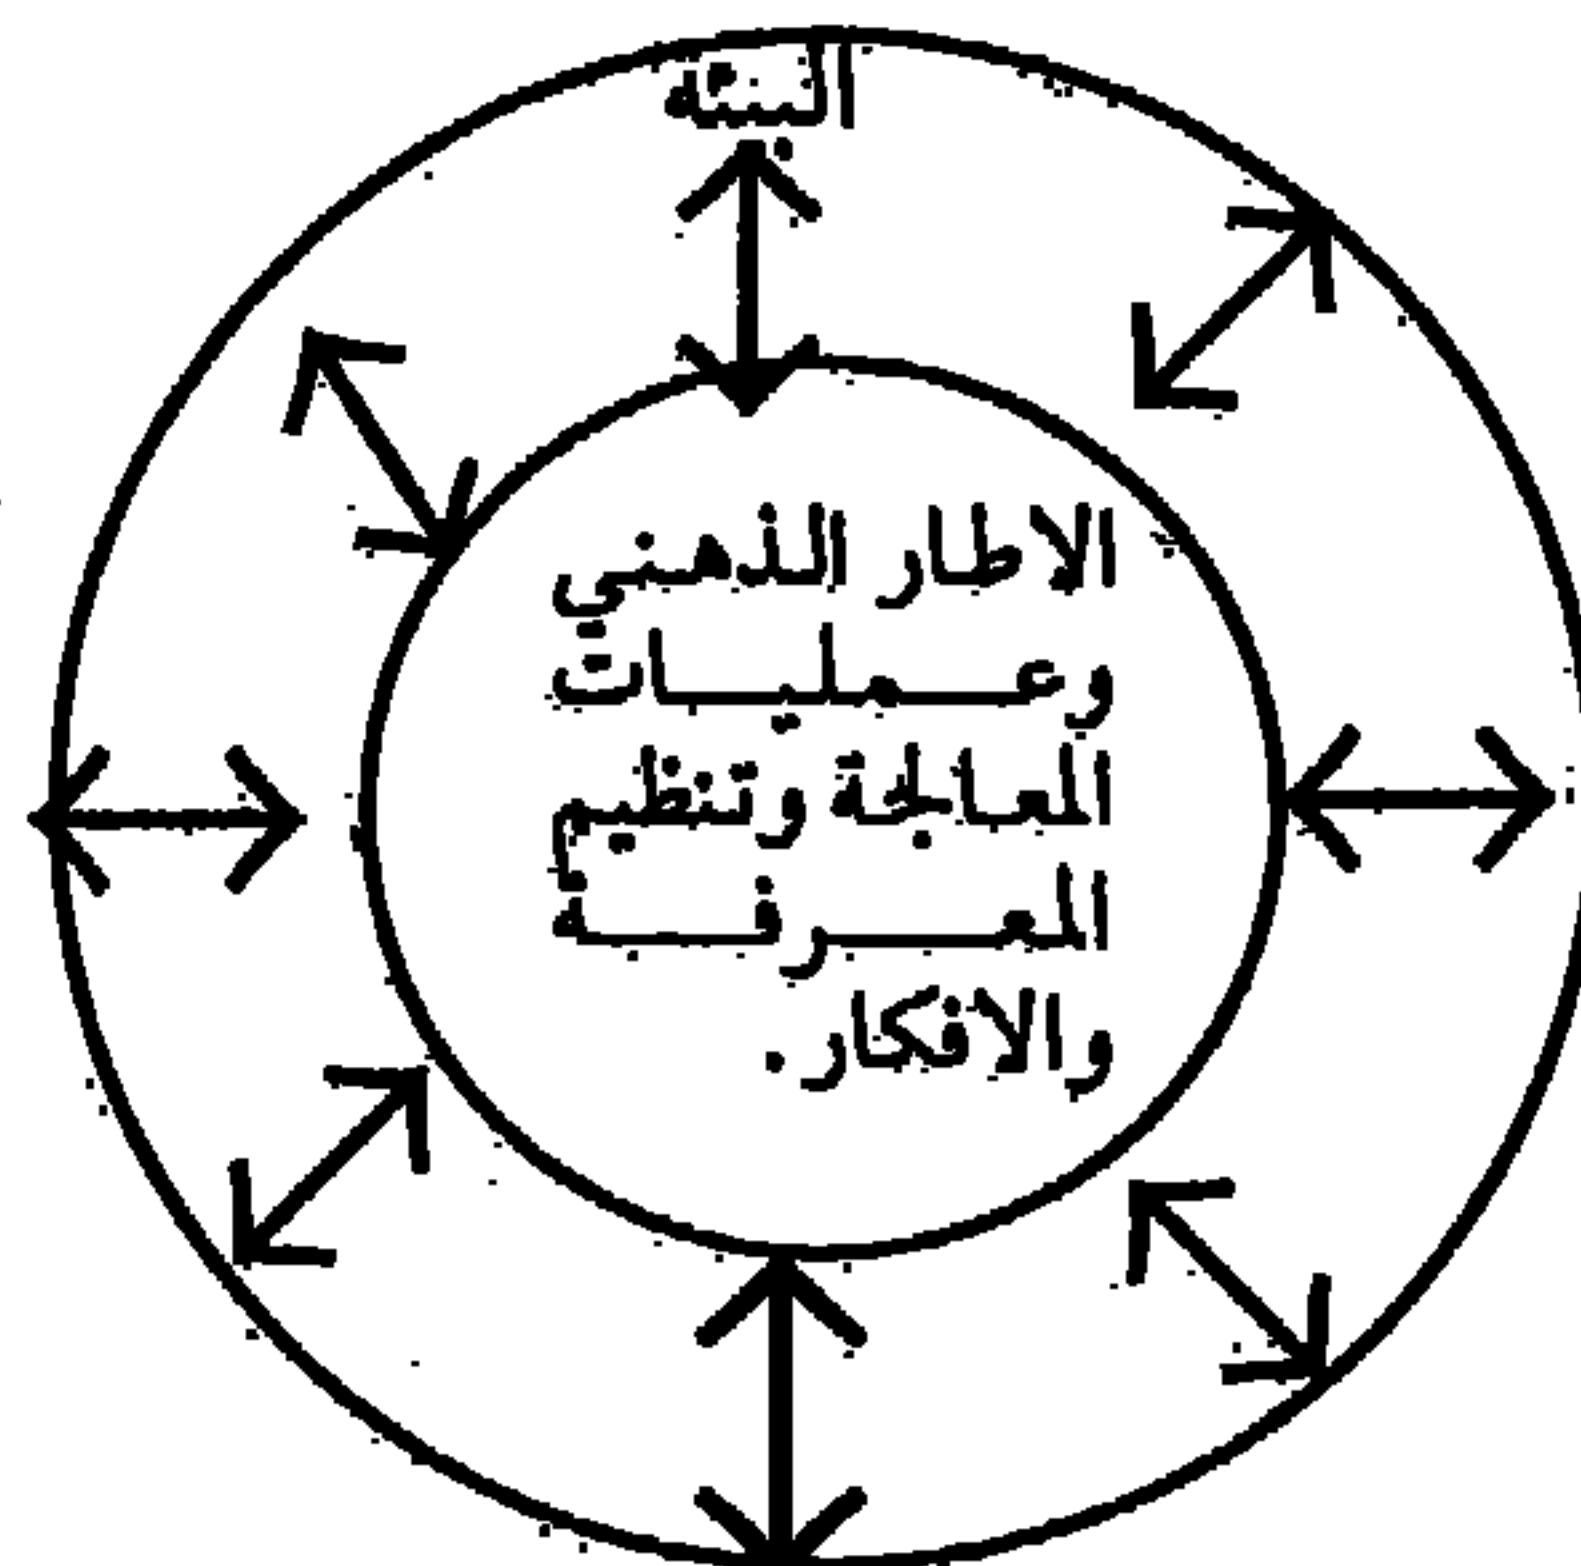 البيئة
الاطار الذهني
وعمليات
المعالجة وتنظيم
المعرفة
والافكار.